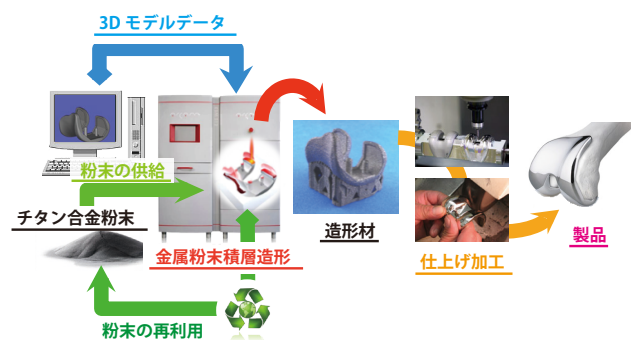 3Dモデルデータ
粉末の供給
チタン合金粉末
金属粉末積層造形
造形材
仕上げ加工
製品
粉末の再利用